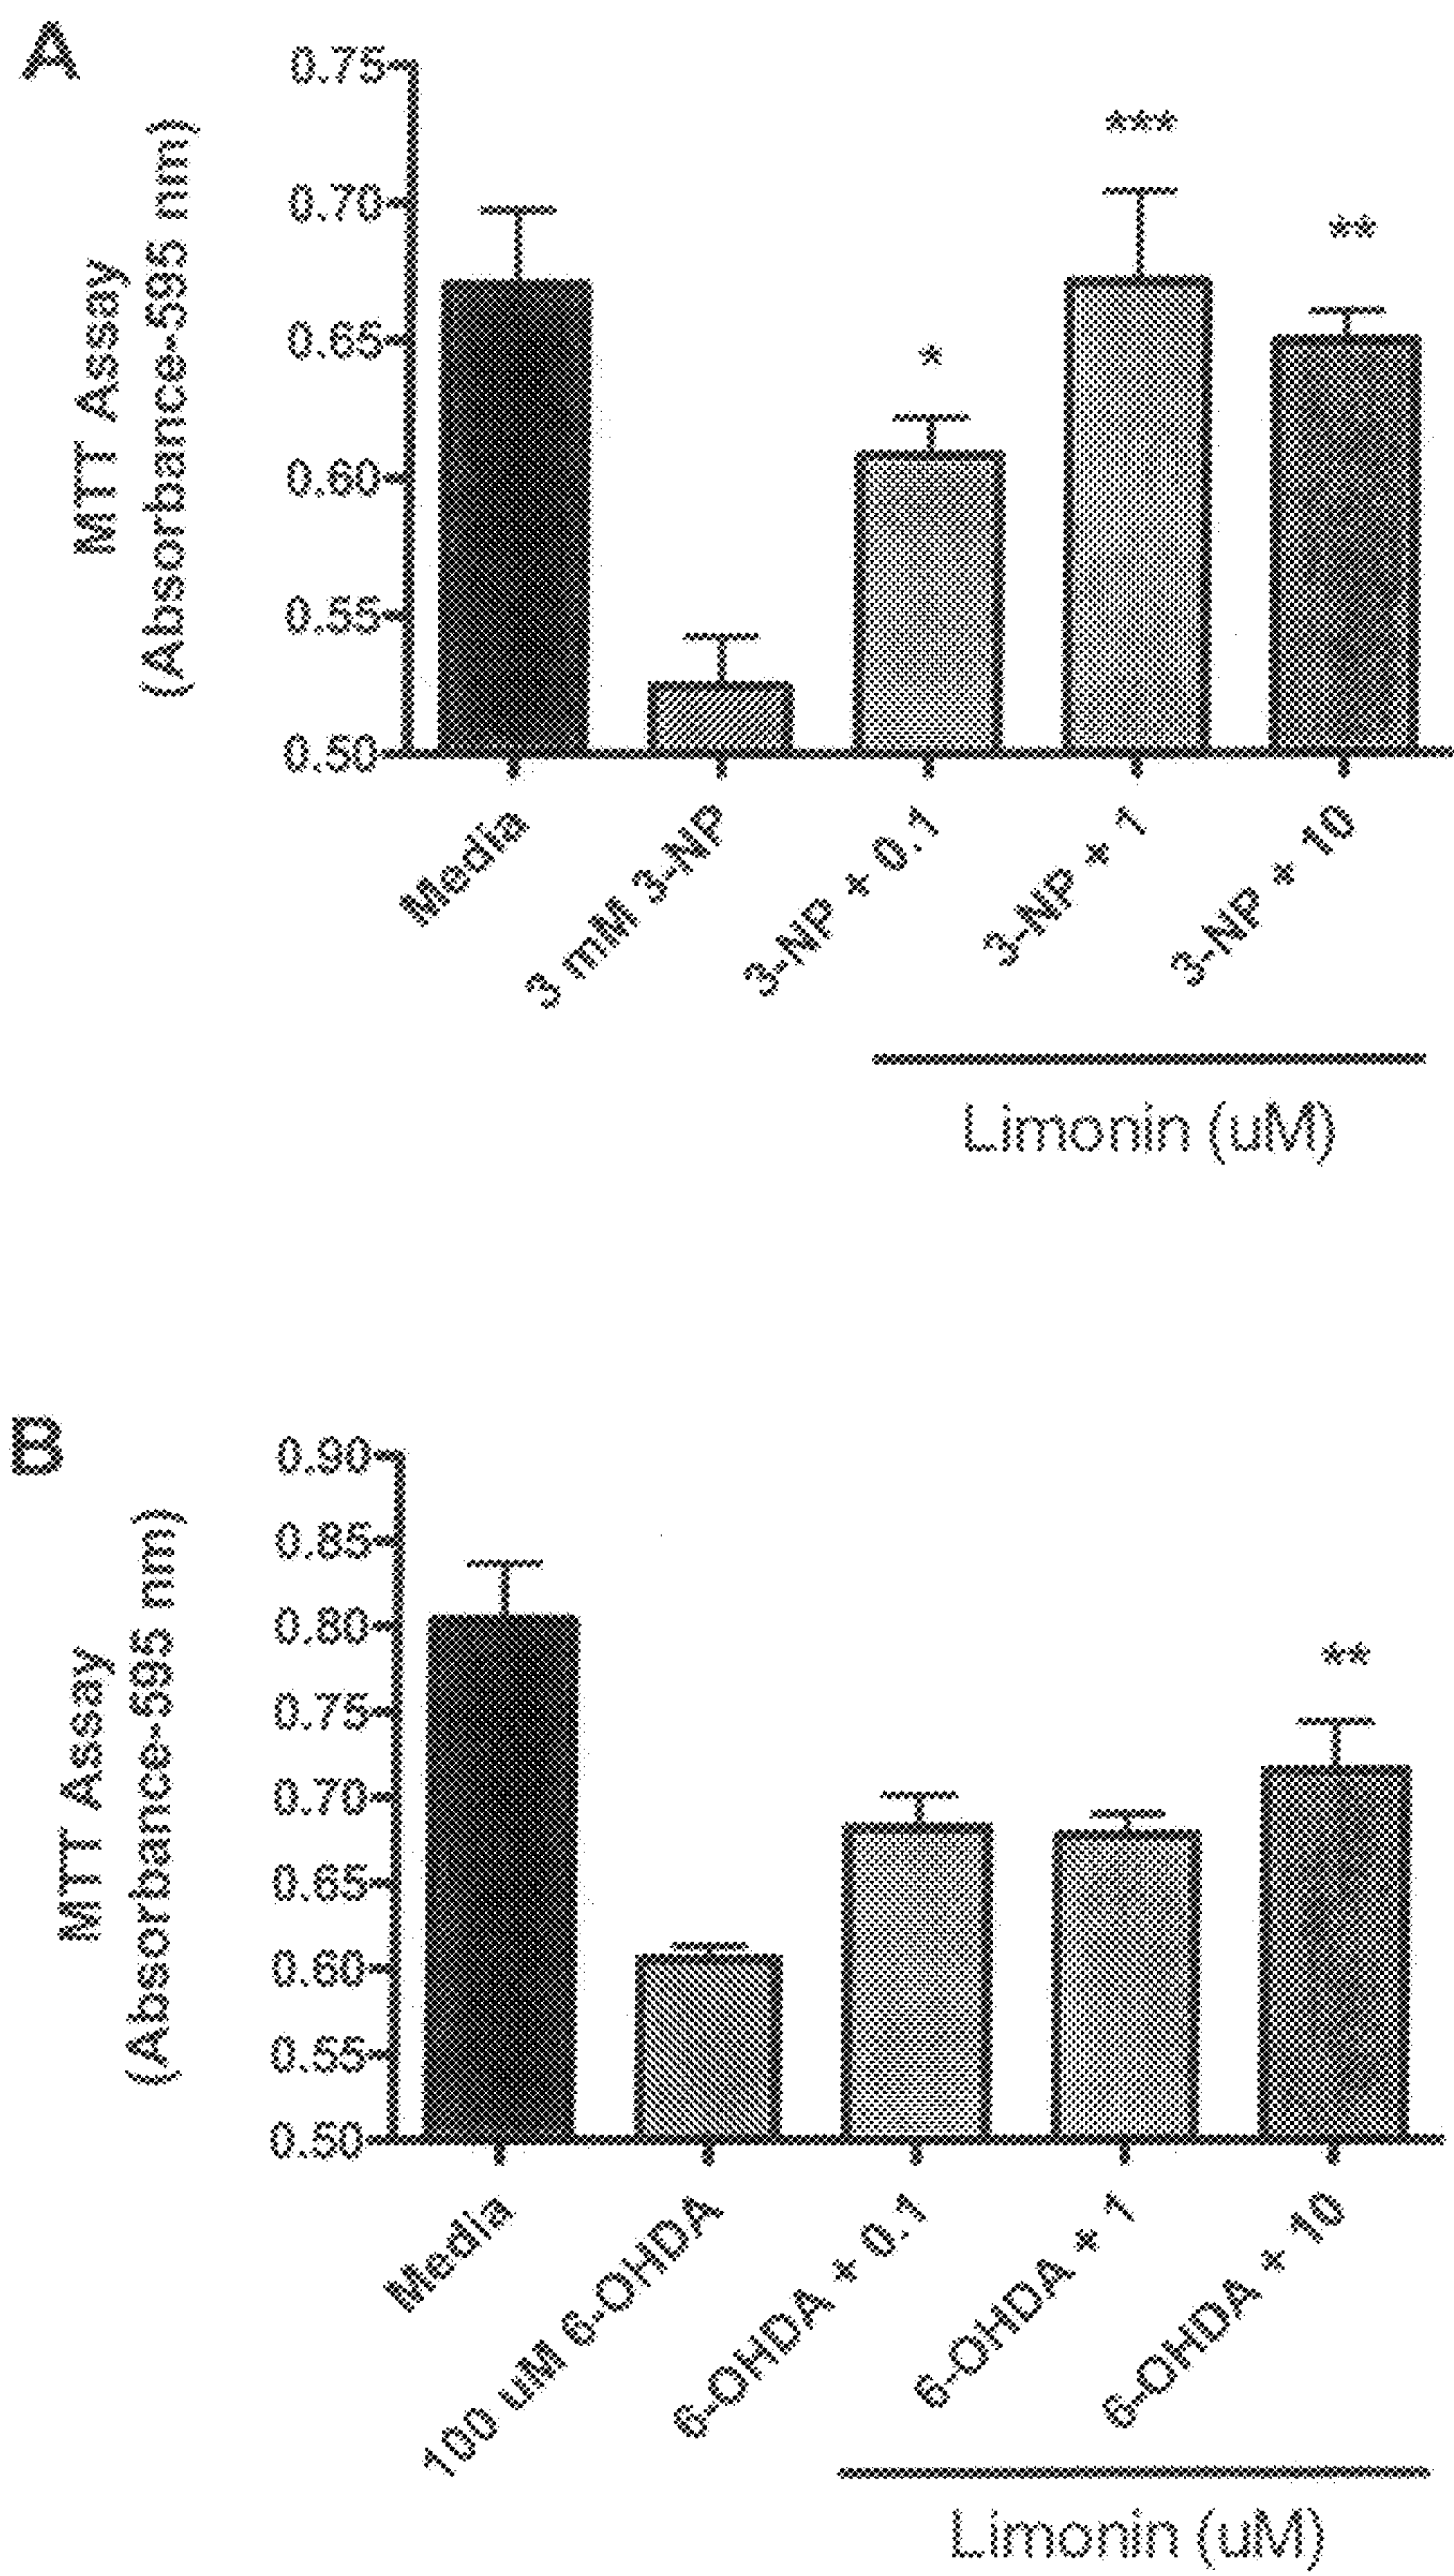 A
0.75
0.70
0.65
0.60
0.55
0.50
MTT Assay
(Absorbance-595 nm)
***
**
*
Media
3 mM 3-NP
3-NP + 0.1
3-NP + 1
3-NP + 10
Limonin (uM)
B
0.90
0.85
0.80
0.75
0.70
0.65
0.60
0.55
0.50
MTT Assay
(Absorbance-595 nm)
**
Media
100 uM 6-OHDA
6-OHDA + 0.1
6-OHDA + 1
6-OHDA + 10
Limonin (uM)